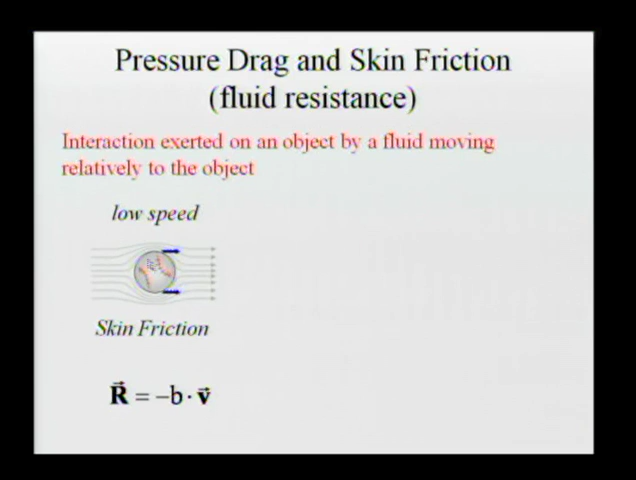 Pressure Drag and Skin Friction
(fluid resistance)
Interaction exerted on an object by a fluid moving
relatively to the object
low speed
Skin Friction
R⃗ = −b · v⃗